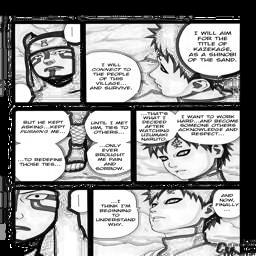 I WILL AIM
FOR THE
TITLE OF
KAZEKAGE,
AS A SHINOBI
OF THE SAND.
I WILL
CONNECT TO
THE PEOPLE
OF THIS
VILLAGE...
AND SURVIVE.
I WANT TO WORK
HARD...AND BECOME
SOMEONE OTHERS
ACKNOWLEDGE AND
RESPECT...
...THAT'S
WHAT I
DECIDED
AFTER
WATCHING
UZUMAKI
NARUTO.
UNTIL I MET
HIM, TIES TO
OTHERS...
...ONLY
EVER
BROUGHT
ME PAIN
AND
SORROW.
BUT HE KEPT
ASKING...KEPT
PUSHING ME...
...TO REDEFINE
THOSE TIES...
AND
NOW,
FINALLY
...I
THINK I'M
BEGINNING TO
UNDERSTAND
WHY.